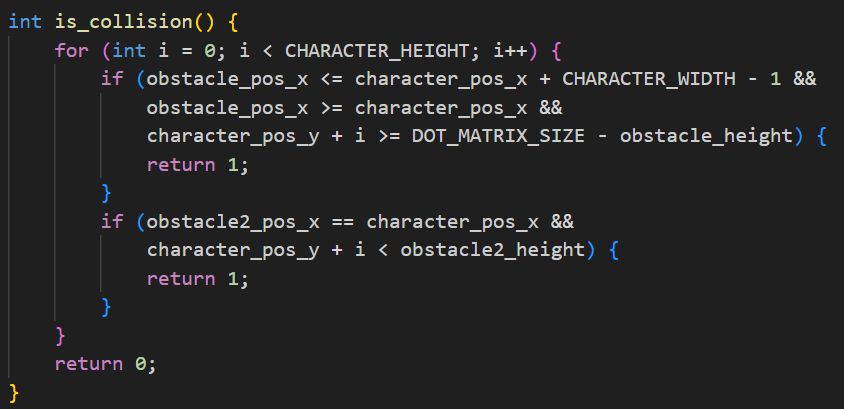 int is_collision() {
    for (int i = 0; i < CHARACTER_HEIGHT; i++) {
        if (obstacle_pos_x <= character_pos_x + CHARACTER_WIDTH - 1 &&
            obstacle_pos_x >= character_pos_x &&
            character_pos_y + i >= DOT_MATRIX_SIZE - obstacle_height) {
            return 1;
        }
        if (obstacle2_pos_x == character_pos_x &&
            character_pos_y + i < obstacle2_height) {
            return 1;
        }
    }
    return 0;
}